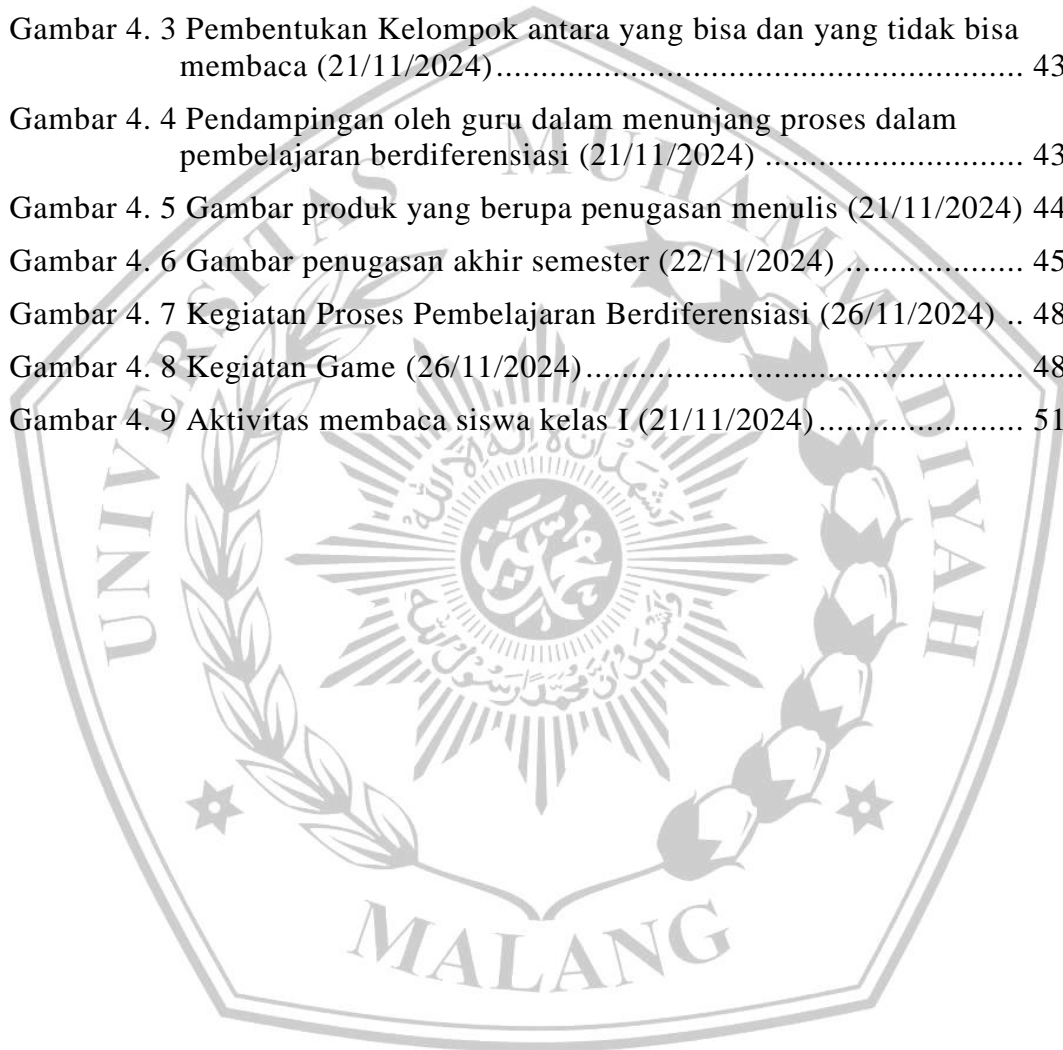 Gambar 4. 3 Pembentukan Kelompok antara yang bisa dan yang tidak bisa
membaca (21/11/2024)............................................................. 43
Gambar 4. 4 Pendampingan oleh guru dalam menunjang proses dalam
pembelajaran berdiferensiasi (21/11/2024) ............................. 43
Gambar 4. 5 Gambar produk yang berupa penugasan menulis (21/11/2024) 44
Gambar 4. 6 Gambar penugasan akhir semester (22/11/2024) .................... 45
Gambar 4. 7 Kegiatan Proses Pembelajaran Berdiferensiasi (26/11/2024) .. 48
Gambar 4. 8 Kegiatan Game (26/11/2024).................................................. 48
Gambar 4. 9 Aktivitas membaca siswa kelas I (21/11/2024)....................... 51
UNIVERSITAS MUHAMMADIYAH
MALANG